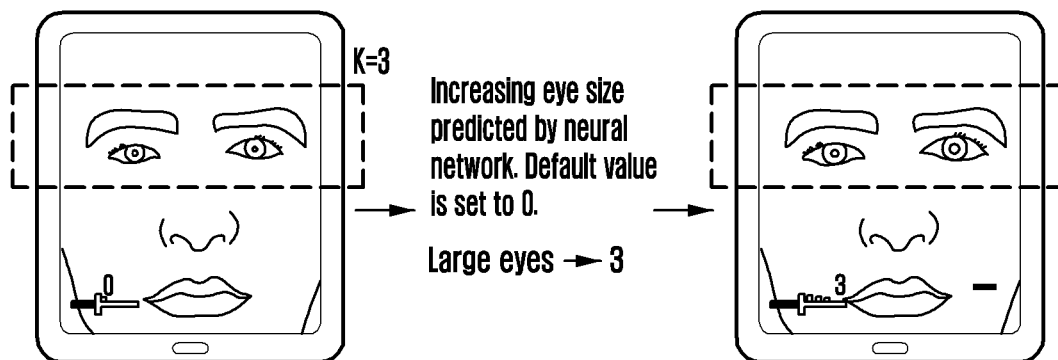 K=3
Increasing eye size
predicted by neural
network. Default value
is set to 0.
Large eyes → 3
0
3